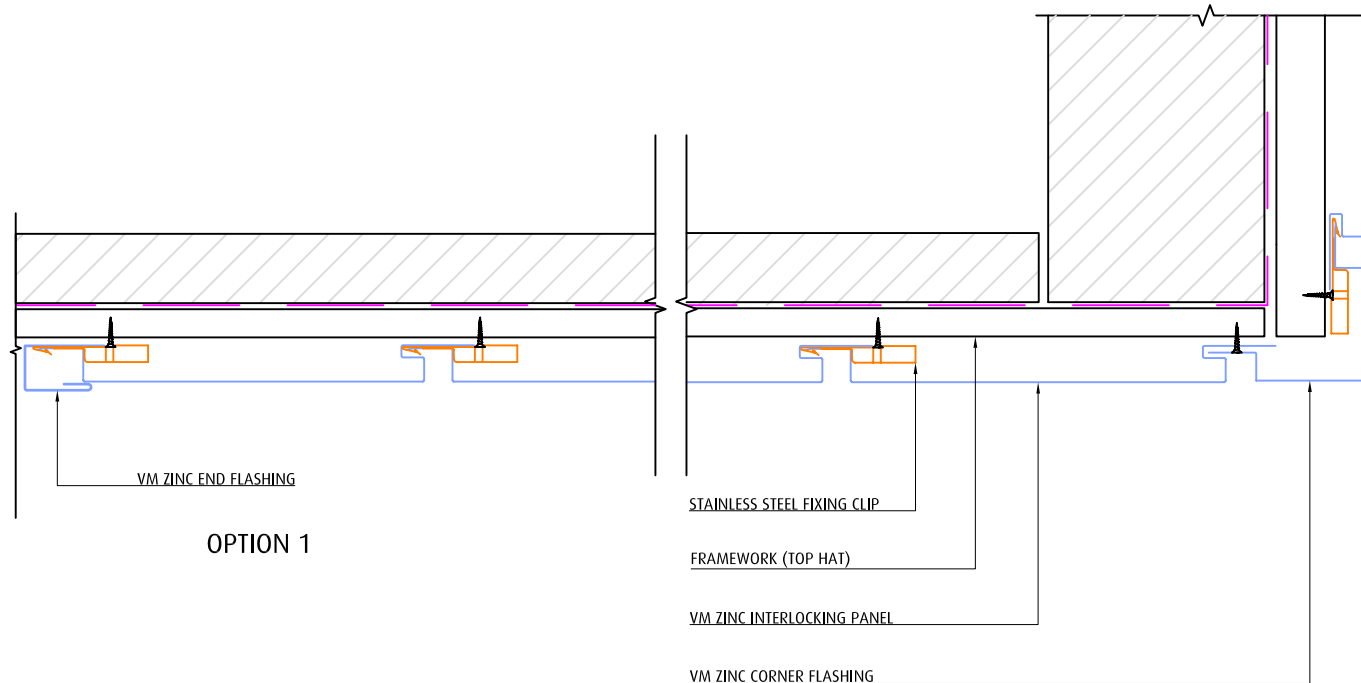 VM ZINC END FLASHING
OPTION 1
STAINLESS STEEL FIXING CLIP
FRAMEWORK (TOP HAT)
VM ZINC INTERLOCKING PANEL
VM ZINC CORNER FLASHING